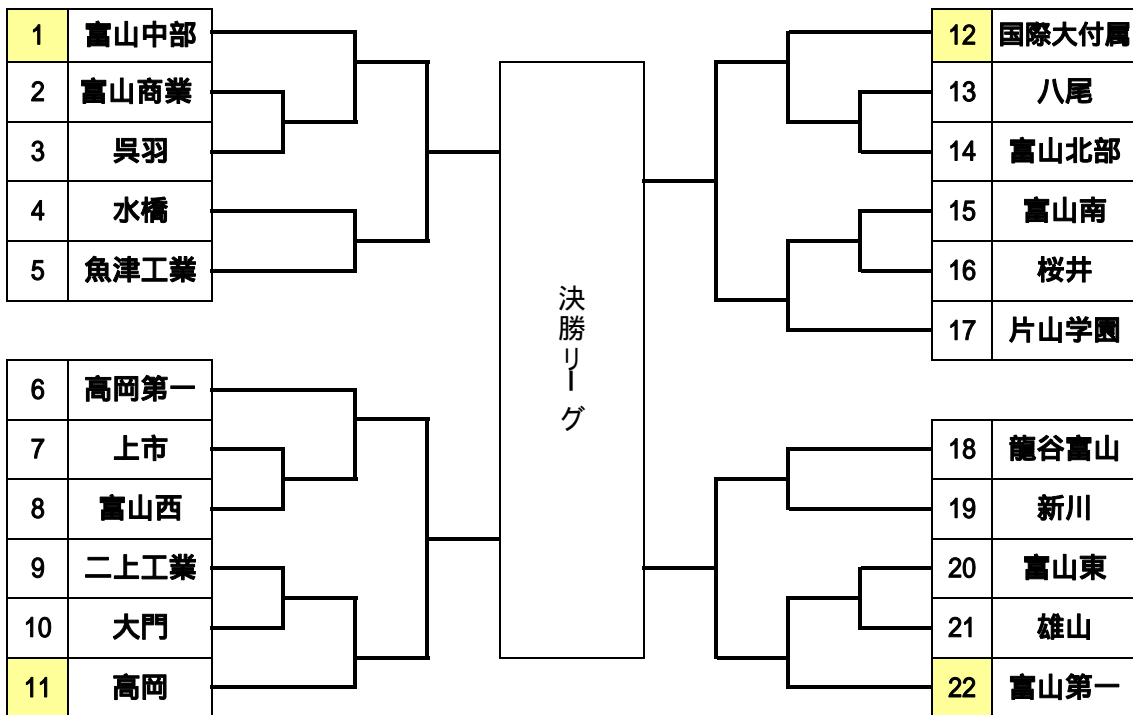 1 富山中部
2 富山商業
3 呉羽
4 水橋
5 魚津工業
6 高岡第一
7 上市
8 富山西
9 二上工業
10 大門
11 高岡
決勝リーグ
12 国際大付属
13 八尾
14 富山北部
15 富山南
16 桜井
17 片山学園
18 龍谷富山
19 新川
20 富山東
21 雄山
22 富山第一